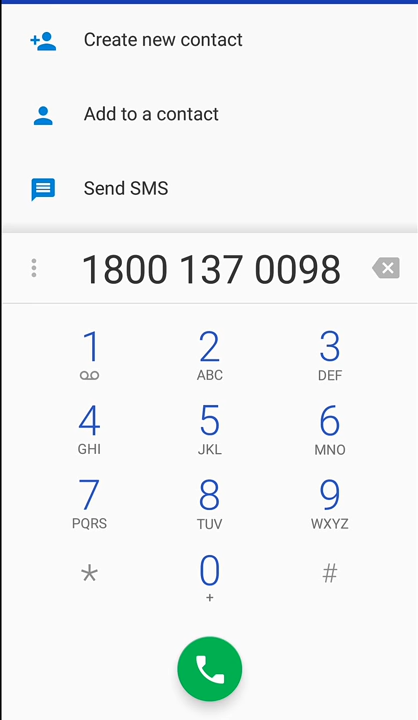 Create new contact
Add to a contact
Send SMS
1800 137 0098
1 2 3
ABC DEF
4 5 6
GHI JKL MNO
7 8 9
PQRS TUV WXYZ
* 0 #
+